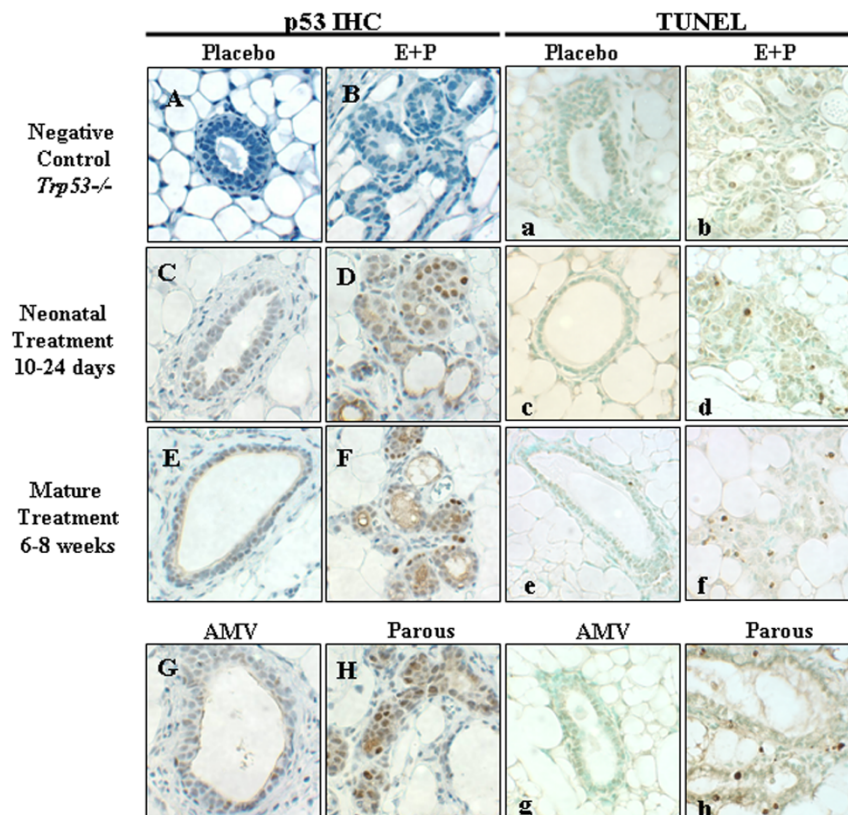 p53 IHC TUNEL
Placebo E+P Placebo E+P
Negative
Control
Trp53-/-
A B a b
Neonatal
Treatment
10-24 days
C D c d
Mature
Treatment
6-8 weeks
E F e f
AMV Parous AMV Parous
G H g h